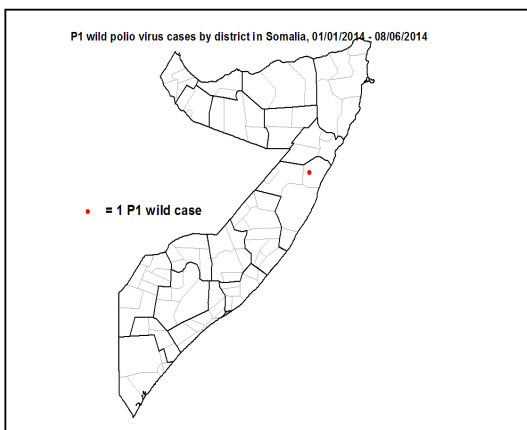 P1 wild polio virus cases by district in Somalia, 01/01/2014 - 08/06/2014
= 1 P1 wild case